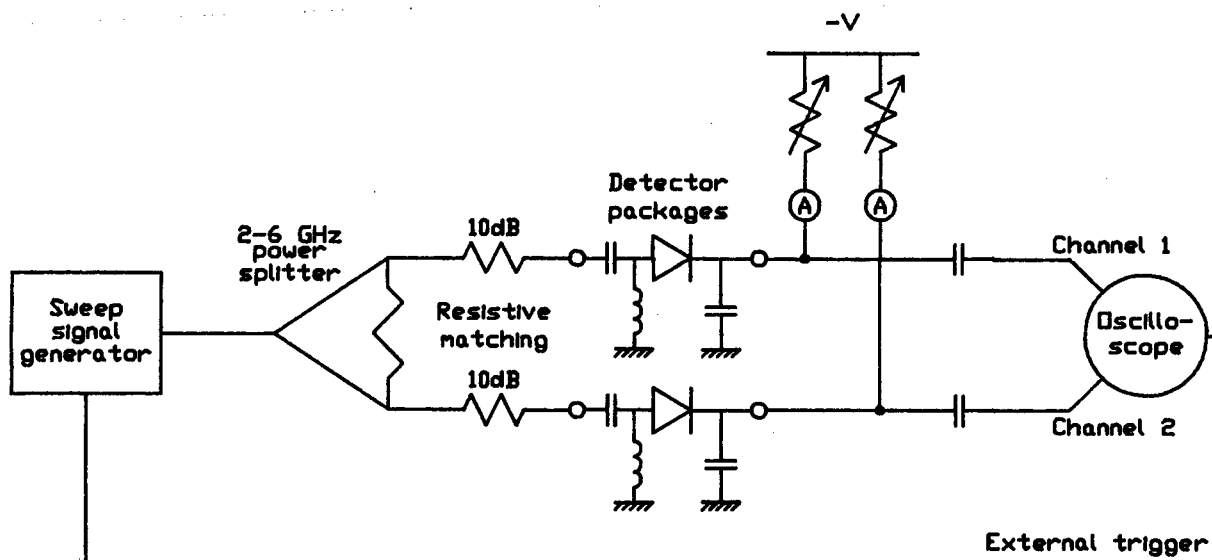 -V
A
A
Detector
packages
10dB
2-6 GHz
power
splitter
Channel 1
Sweep
signal
generator
Resistive
matching
Oscillo-
scope
10dB
Channel 2
External trigger